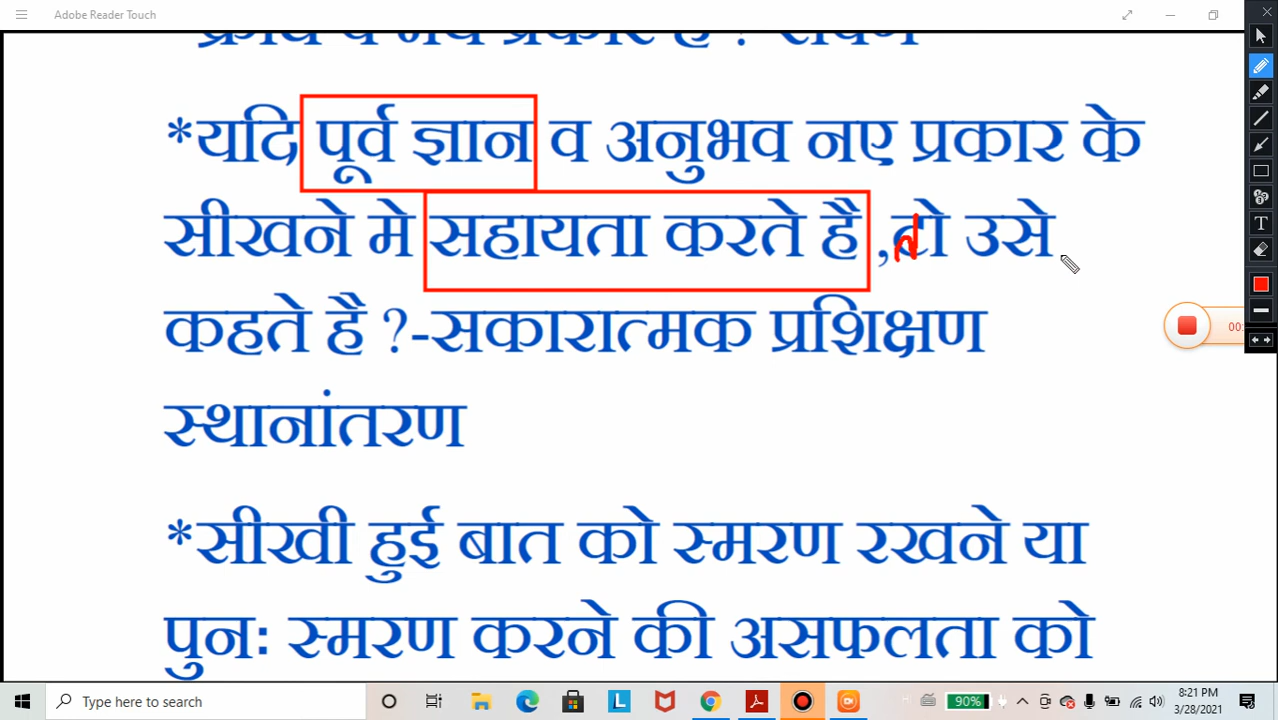 Adobe Reader Touch
*यदि पूर्व ज्ञान व अनुभव नए प्रकार के
सीखने मे सहायता करते है ,तो उसे
कहते है ?-सकारात्मक प्रशिक्षण
स्थानांतरण
*सीखी हुई बात को स्मरण रखने या
पुनः स्मरण करने की असफलता को
00:
Type here to search
90%
8:21 PM
3/28/2021